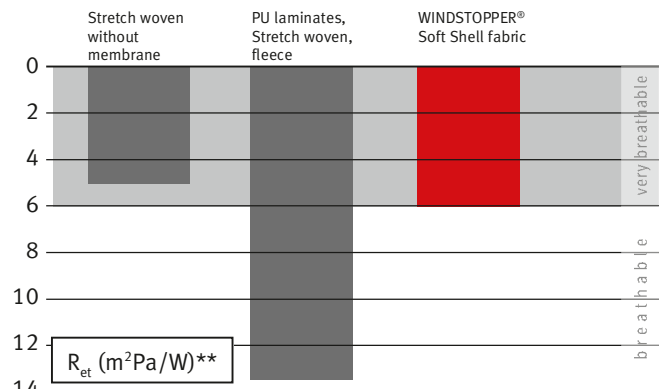 Stretch woven
without
membrane
PU laminates,
Stretch woven,
fleece
WINDSTOPPER®
Soft Shell fabric
0
2
4
6
8
10
12
14
very breathable
breathable
Ret (m²Pa/W)**